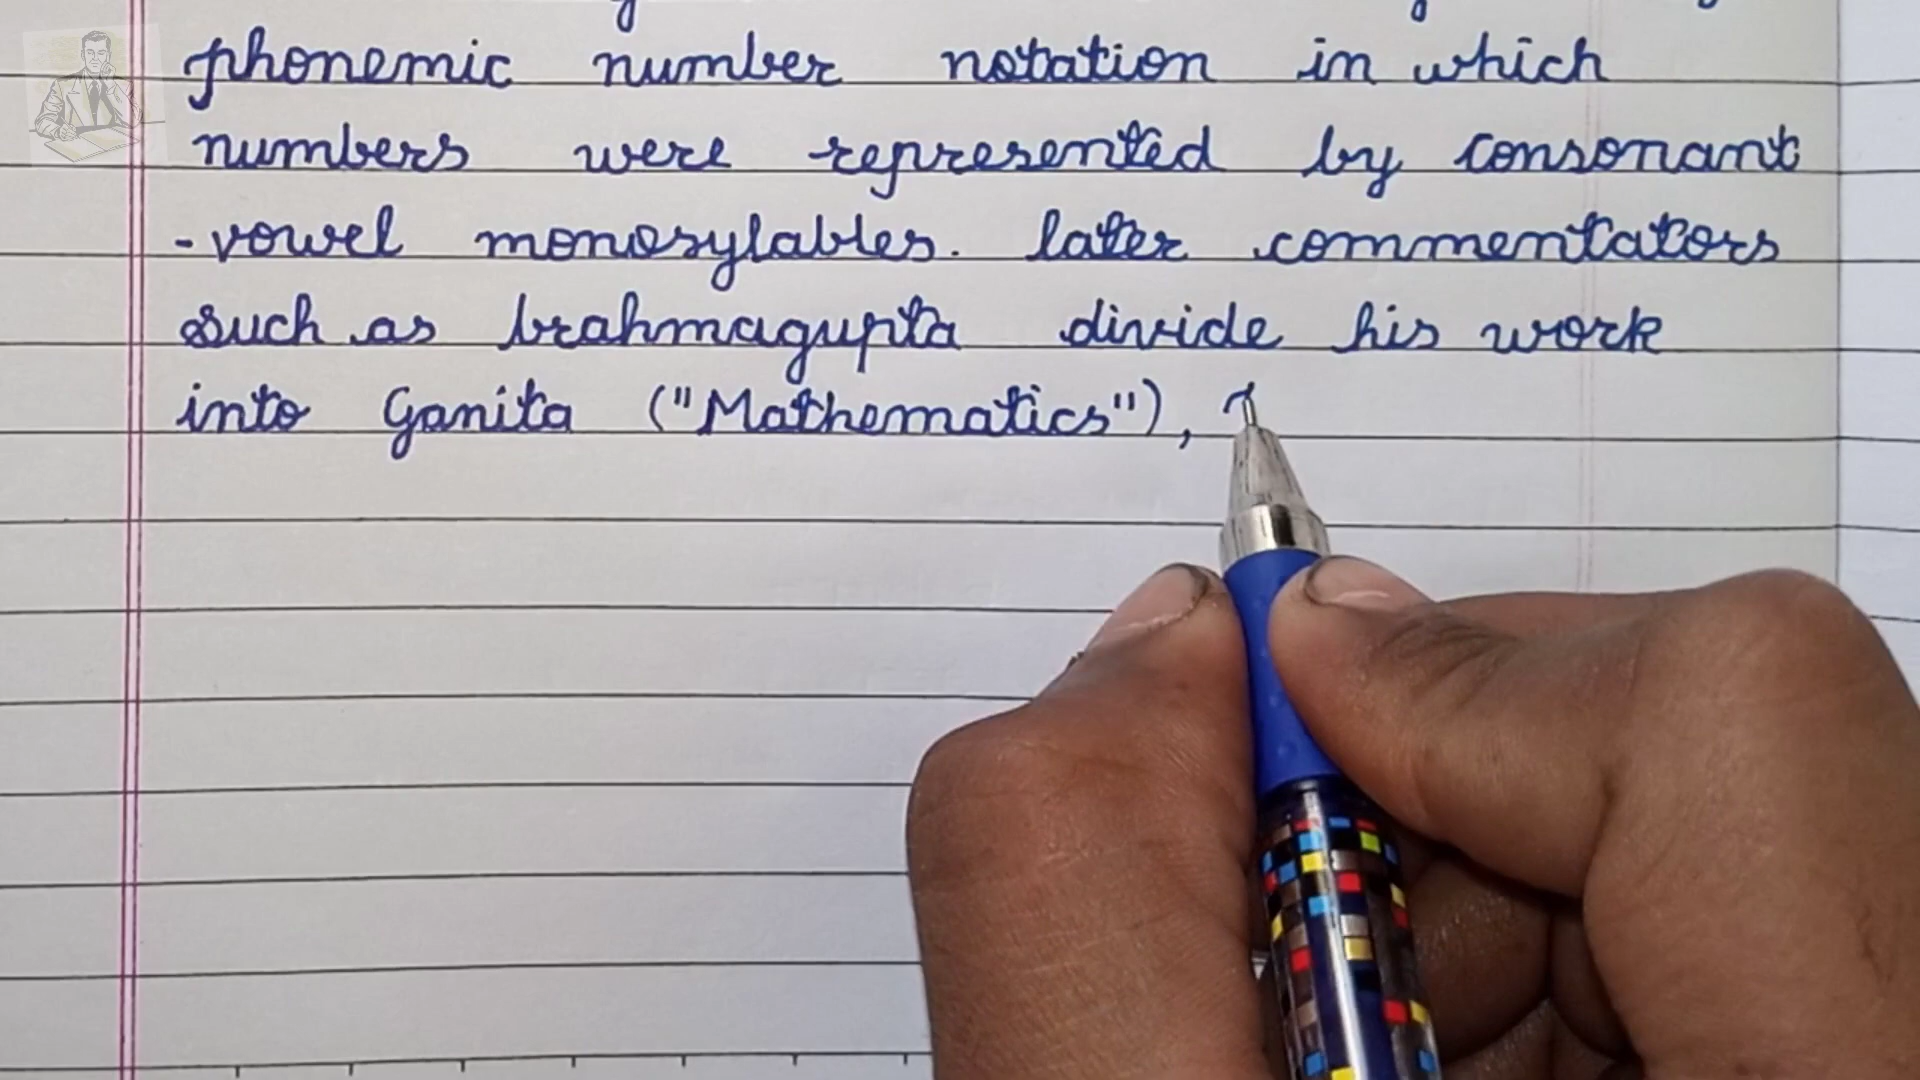 phonemic number notation in which
numbers were represented by consonant
-vowel monosylables. later commentators
such as brahmagupta divide his work
into Ganita ("Mathematics"),